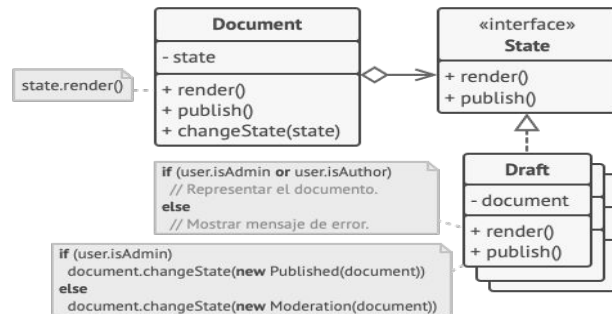 Document
- state
+ render()
+ publish()
+ changeState(state)
«interface»
State
+ render()
+ publish()
state.render()
Draft
- document
+ render()
+ publish()
if (user.isAdmin or user.isAuthor)
// Representar el documento.
else
// Mostrar mensaje de error.
if (user.isAdmin)
document.changeState(new Published(document))
else
document.changeState(new Moderation(document))